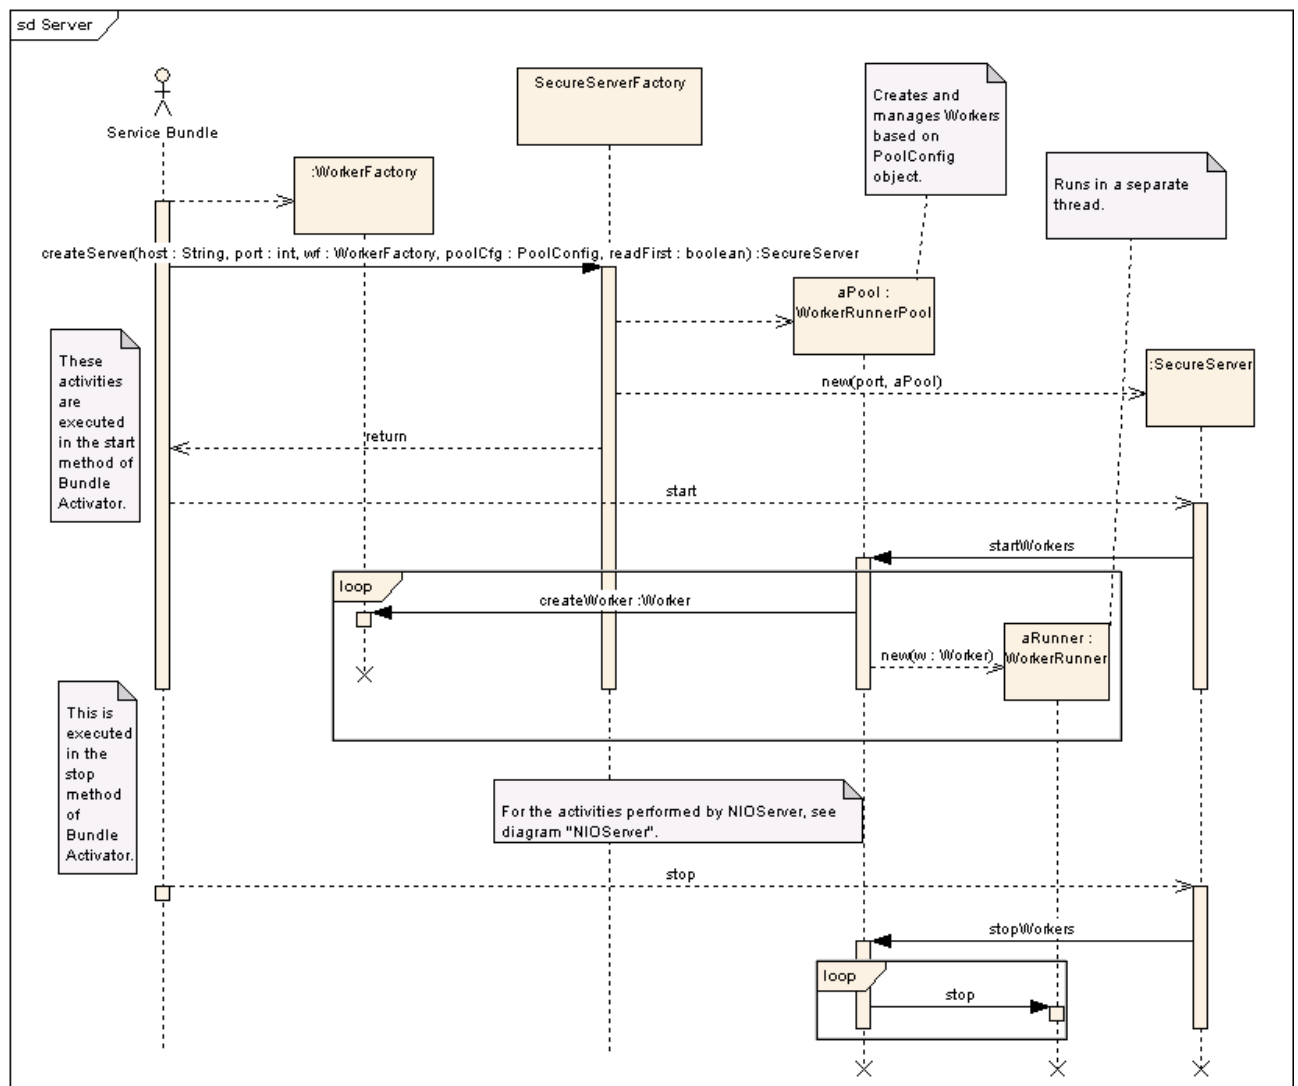 sd Server
Service Bundle
SecureServerFactory
Creates and
manages Workers
based on
PoolConfig
object.
:WorkerFactory
Runs in a separate
thread.
createServer(host : String, port : int, wf : WorkerFactory, poolCfg : PoolConfig, readFirst : boolean) :SecureServer
aPool :
WorkerRunnerPool
These
activities
are
executed
in the start
method of
Bundle
Activator.
:SecureServer
new(port, aPool)
return
start
startWorkers
loop
createWorker :Worker
aRunner :
WorkerRunner
new(w : Worker)
This is
executed
in the
stop
method
of
Bundle
Activator.
For the activities performed by NIOServer, see
diagram "NIOServer".
stop
stopWorkers
loop
stop